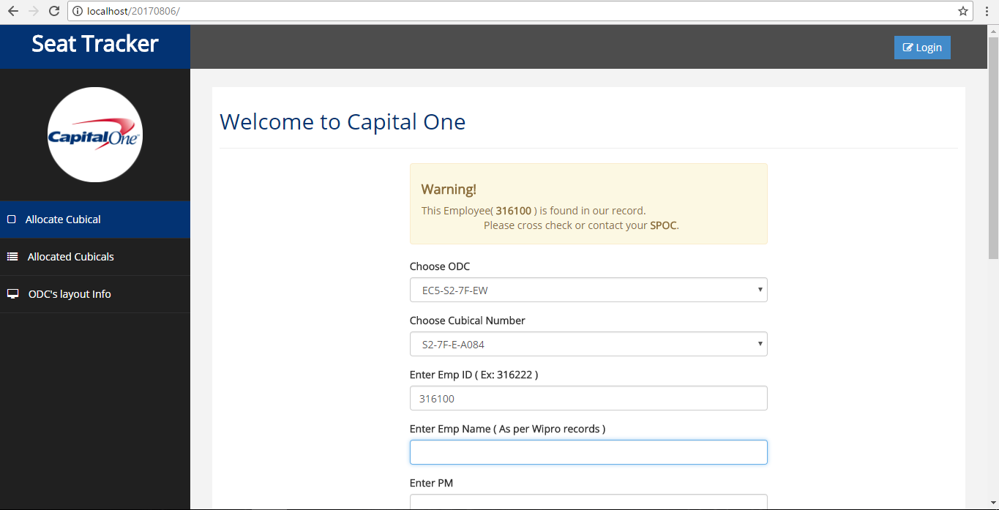 localhost/20170806/
Seat Tracker
Login
CapitalOne
Welcome to Capital One
Warning!
This Employee( 316100 ) is found in our record.
Please cross check or contact your SPOC.
Allocate Cubical
Allocated Cubicals
ODC's layout Info
Choose ODC
EC5-S2-7F-EW
Choose Cubical Number
S2-7F-E-A084
Enter Emp ID ( Ex: 316222 )
316100
Enter Emp Name ( As per Wipro records )
Enter PM